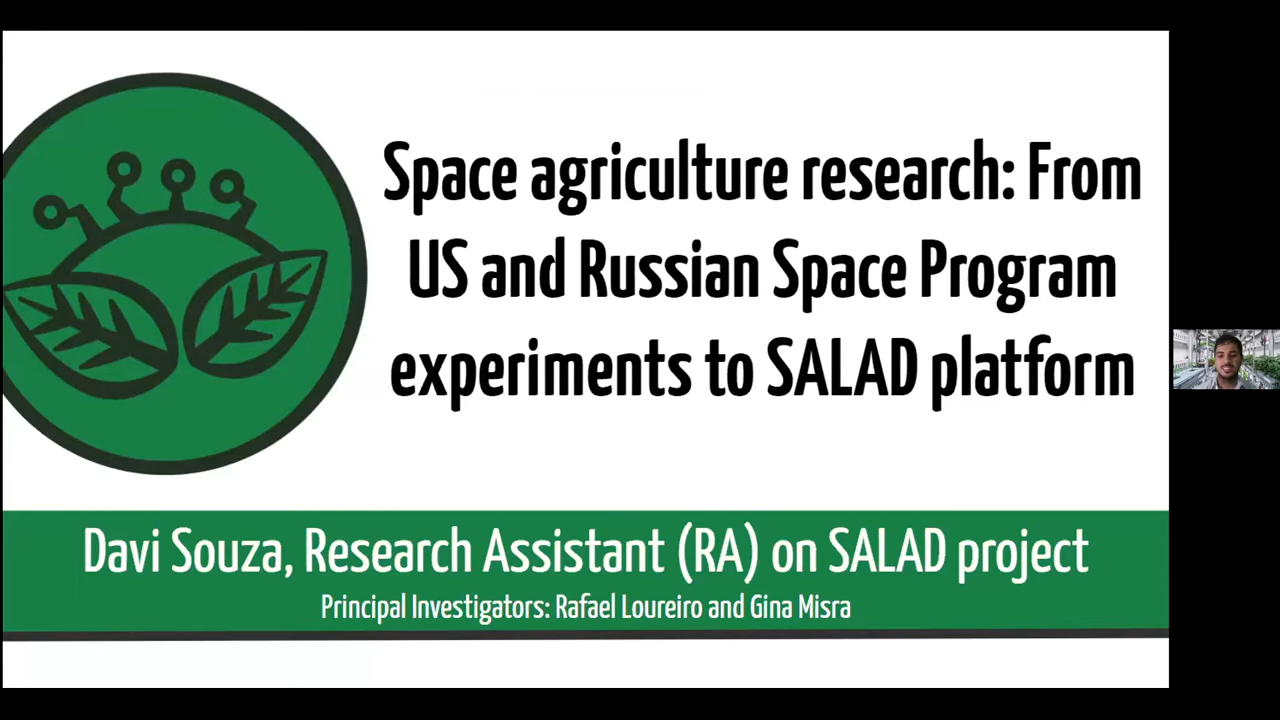 Space agriculture research: From
US and Russian Space Program
experiments to SALAD platform
Davi Souza, Research Assistant (RA) on SALAD project
Principal Investigators: Rafael Loureiro and Gina Misra